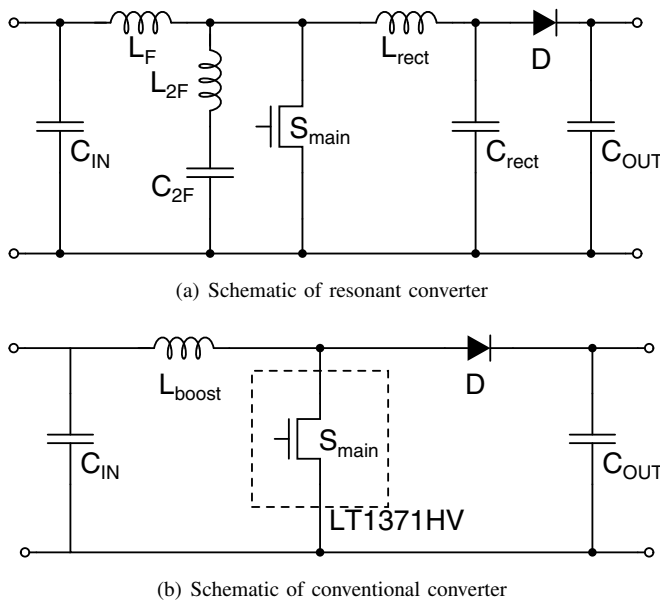 L_F
L_2F
L_rect
D
S_main
C_IN
C_2F
C_rect
C_OUT
(a) Schematic of resonant converter
L_boost
D
C_IN
S_main
C_OUT
LT1371HV
(b) Schematic of conventional converter